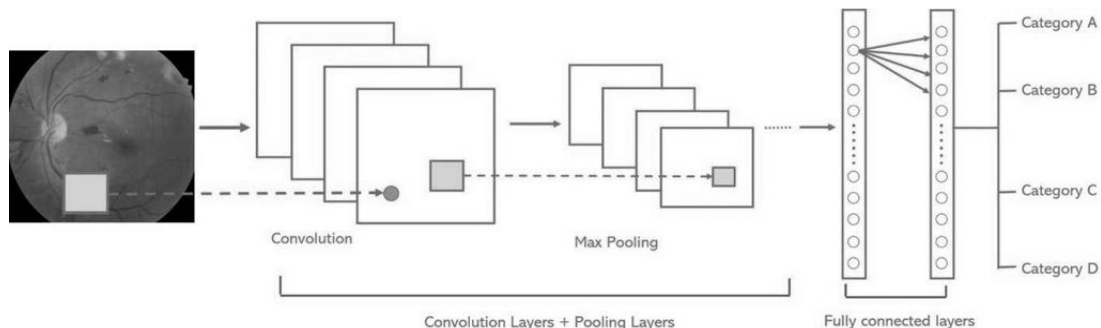 Category A
Category B
Category C
Category D
Convolution
Max Pooling
Convolution Layers + Pooling Layers
Fully connected layers